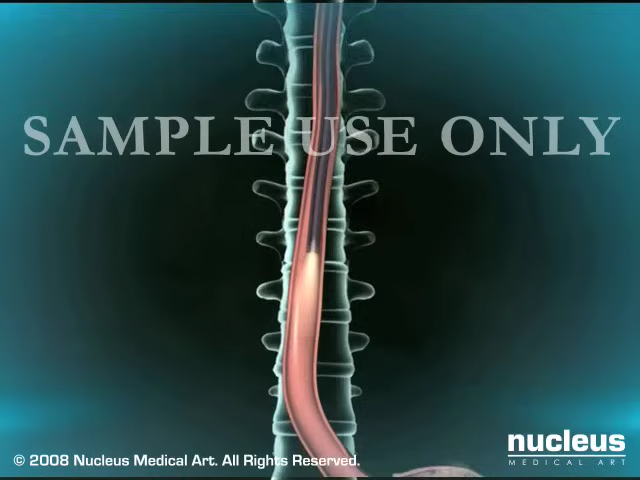 SAMPLE USE ONLY
nucleus
MEDICAL ART
© 2008 Nucleus Medical Art. All Rights Reserved.